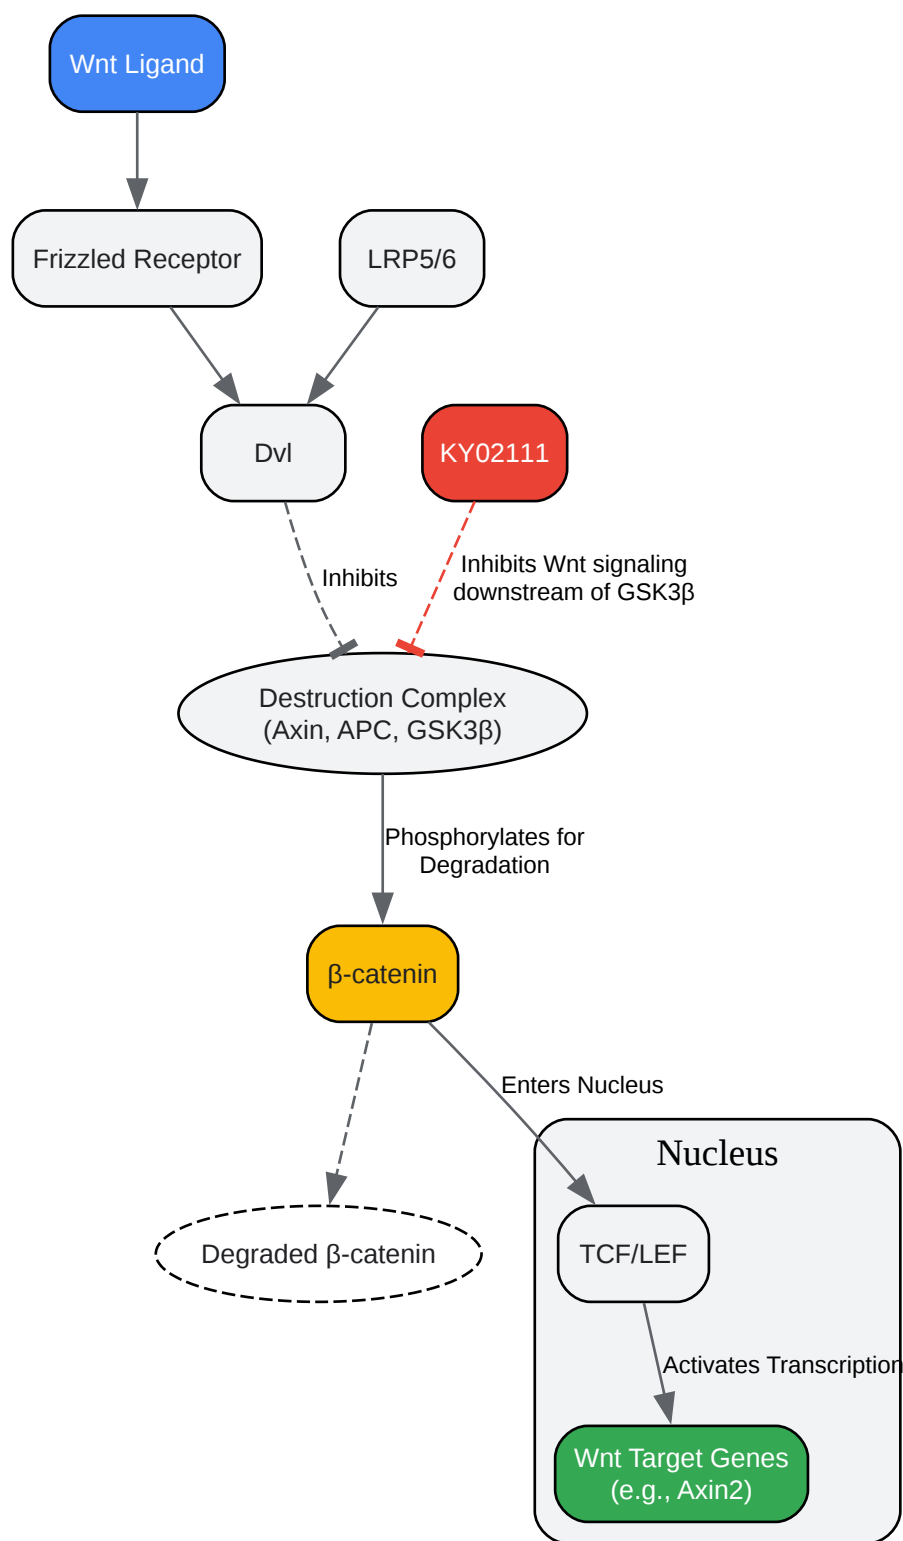 Wnt Ligand
Frizzled Receptor
LRP5/6
Dvl
KY02111
Inhibits
Inhibits Wnt signaling
downstream of GSK3β
Destruction Complex
(Axin, APC, GSK3β)
Phosphorylates for
Degradation
β-catenin
Enters Nucleus
Nucleus
Degraded β-catenin
TCF/LEF
Activates Transcription
Wnt Target Genes
(e.g., Axin2)